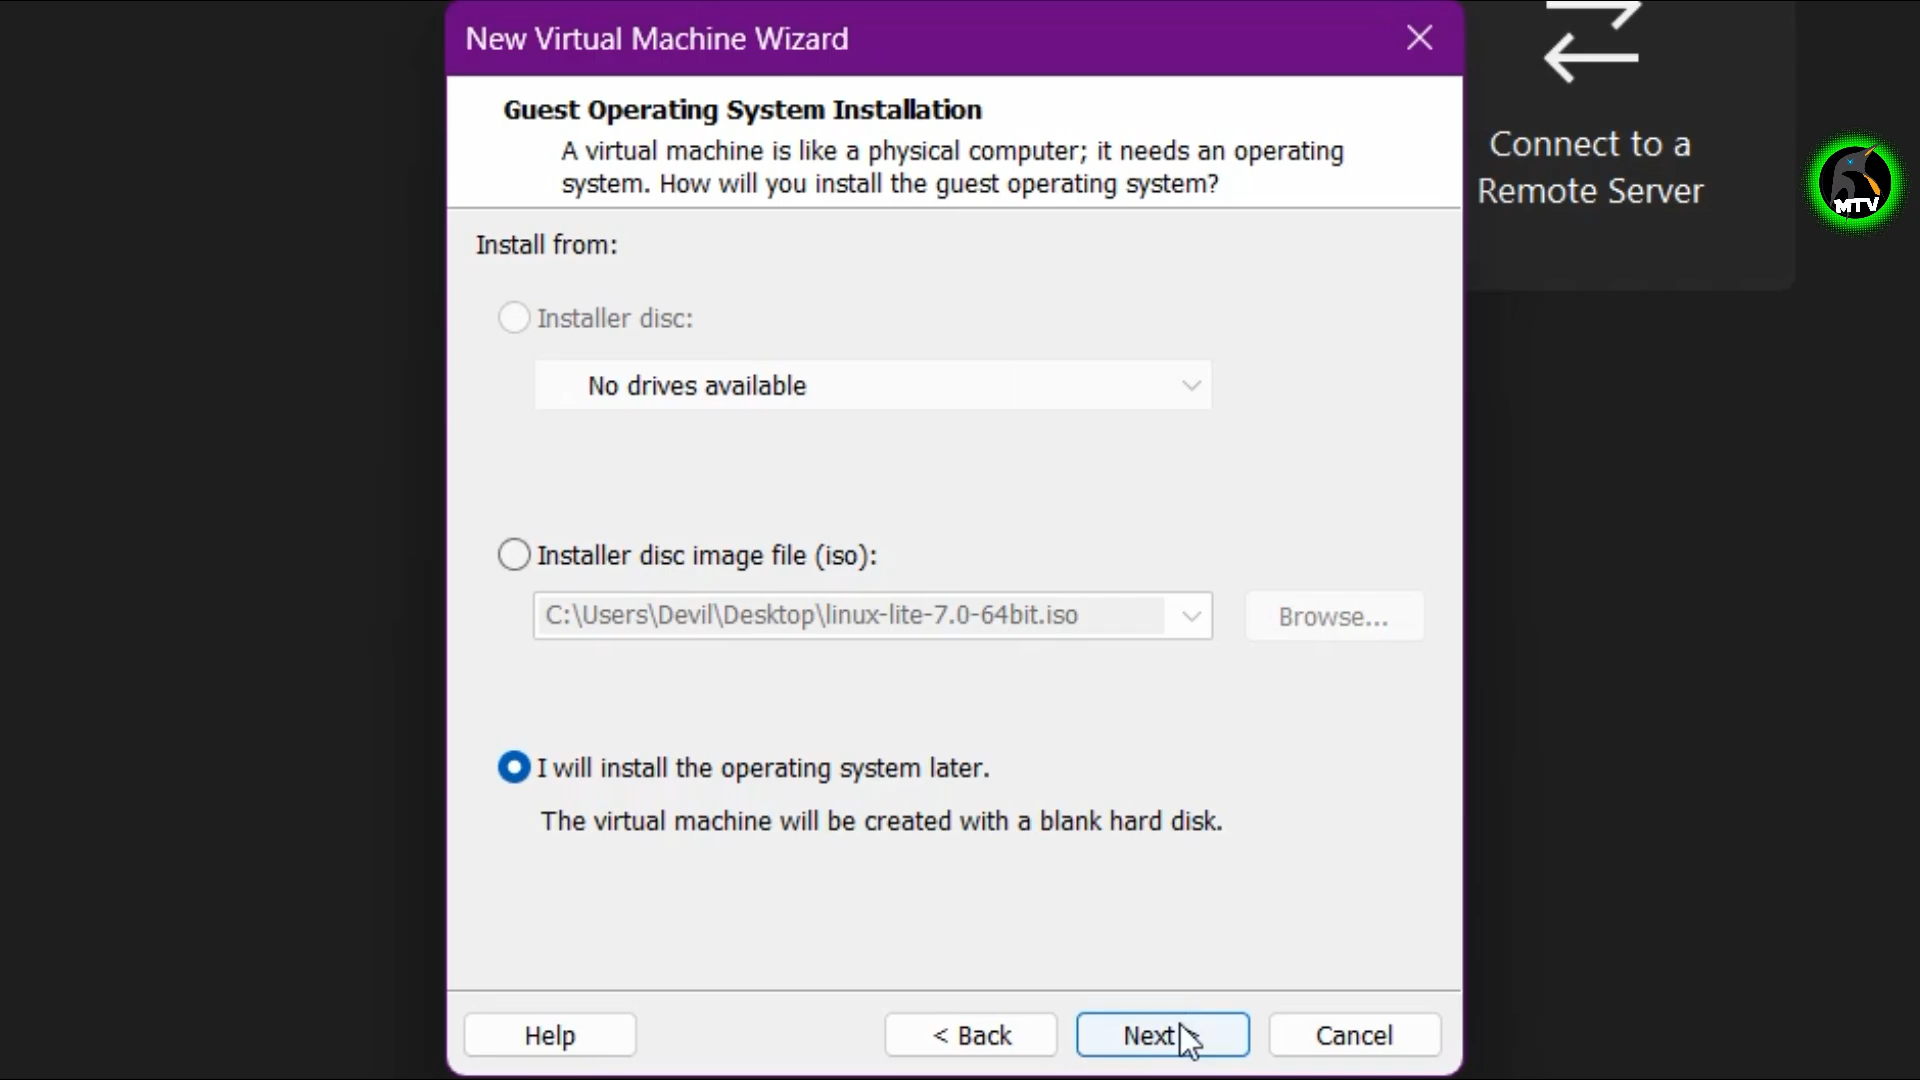 New Virtual Machine Wizard
Guest Operating System Installation
A virtual machine is like a physical computer; it needs an operating
system. How will you install the guest operating system?
Connect to a
Remote Server
MTV
Install from:
Installer disc:
No drives available
Installer disc image file (iso):
C:\Users\Devil\Desktop\linux-lite-7.0-64bit.iso
Browse...
I will install the operating system later.
The virtual machine will be created with a blank hard disk.
Help
< Back
Next
Cancel